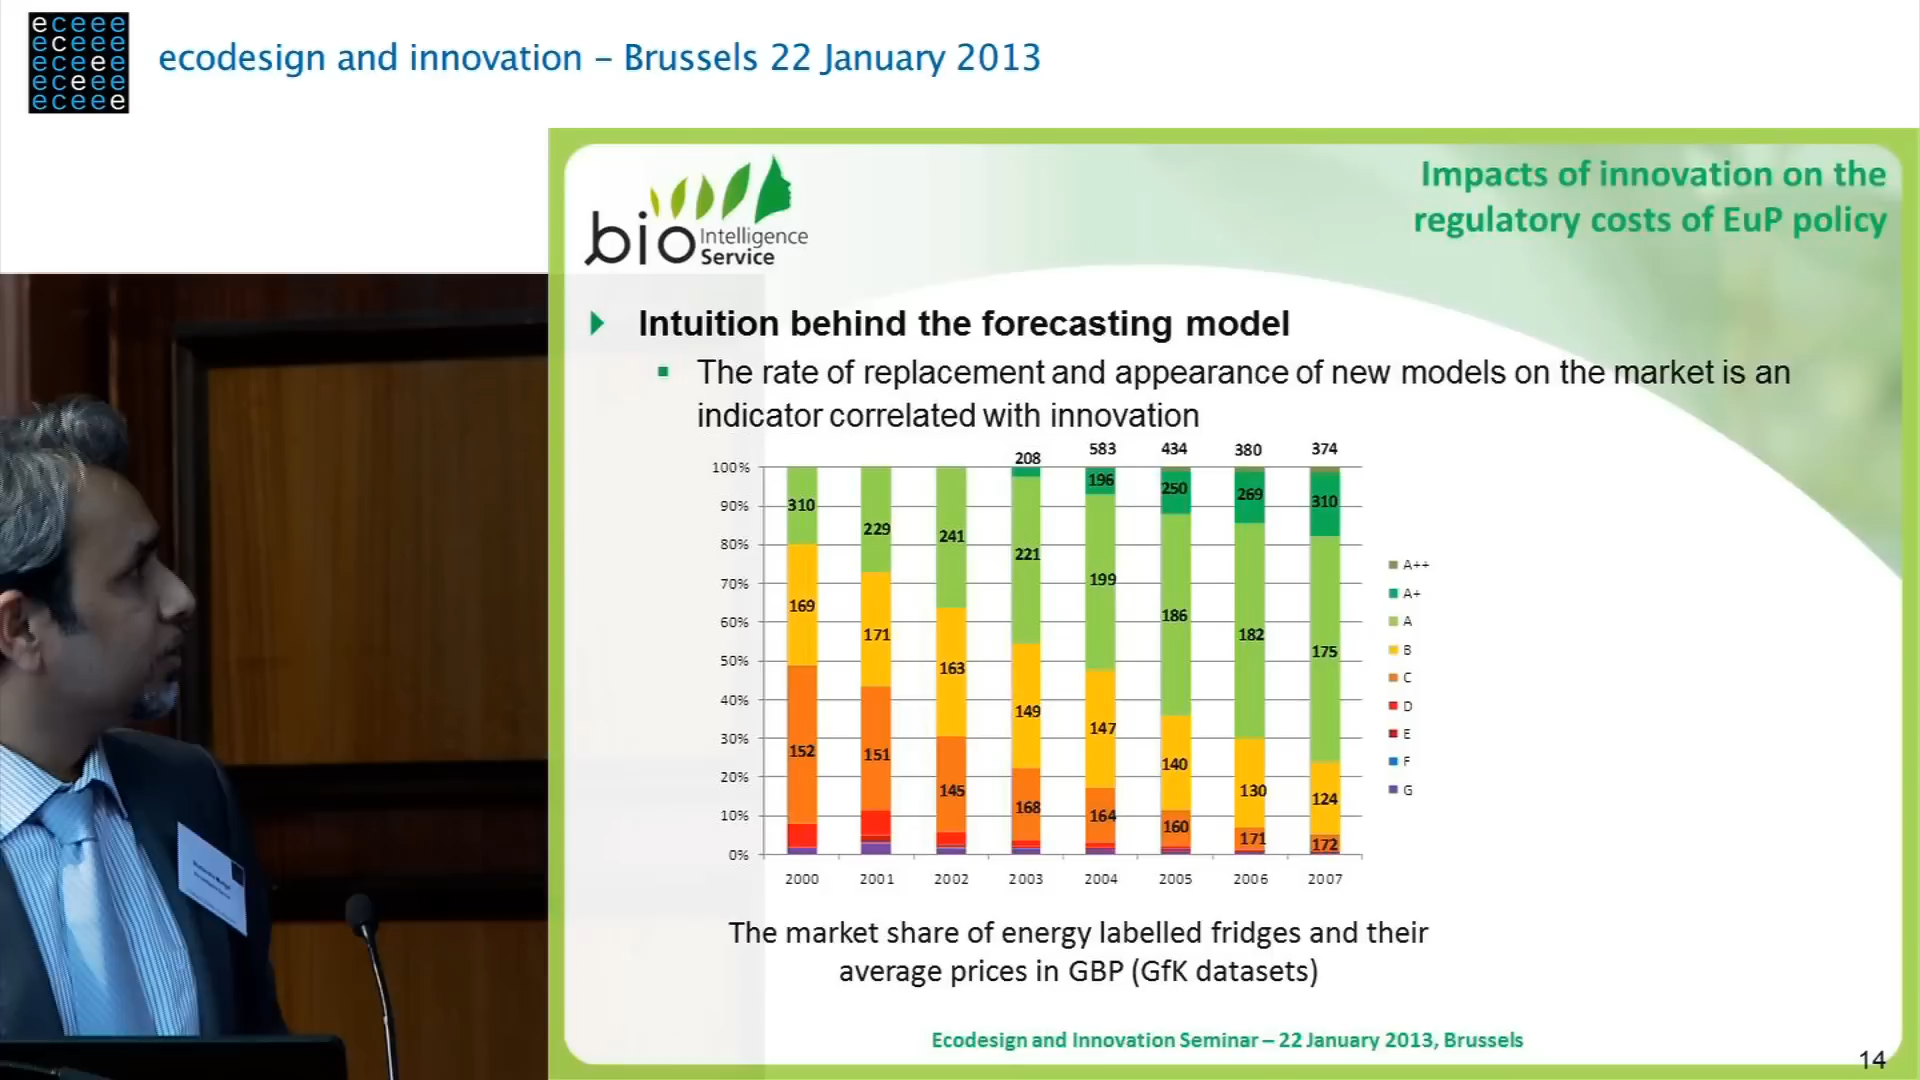 eceee
eceee
eceee
eceee
eceee
ecodesign and innovation – Brussels 22 January 2013
bio Intelligence
Service
Impacts of innovation on the
regulatory costs of EuP policy
Intuition behind the forecasting model
The rate of replacement and appearance of new models on the market is an
indicator correlated with innovation
208 583 434 380 374
100%
90%
80%
70%
60%
50%
40%
30%
20%
10%
0%
310 169 152
229 171 151
241 163 145
221 149 168
196 199 147 164
250 186 140 160
269 182 130 171
310 175 124 172
2000 2001 2002 2003 2004 2005 2006 2007
A++
A+
A
B
C
D
E
F
G
The market share of energy labelled fridges and their
average prices in GBP (GfK datasets)
Ecodesign and Innovation Seminar – 22 January 2013, Brussels
14